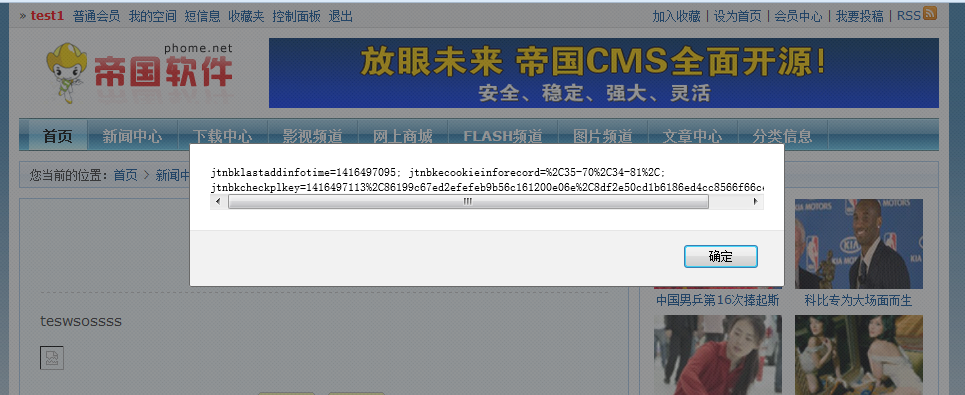 » test1 普通会员 我的空间 短信息 收藏夹 控制面板 退出 加入收藏 | 设为首页 | 会员中心 | 我要投稿 | RSS
phome.net
帝国软件
放眼未来 帝国CMS全面开源!
安全、稳定、强大、灵活
首页 新闻中心 下载中心 影视频道 网上商城 FLASH频道 图片频道 文章中心 分类信息
您当前的位置：首页 > 新闻中
jtnbklastaddinfotime=1416497095; jtnbkecookieinforecord=%2C35-70%2C34-81%2C;
jtnbkcheckplkey=1416497113%2C86199c67ed2efefeb9b56c161200e06e%2C8df2e50cd1b6186ed4cc8566f66ce
确定
KIA MOTORS
中国男乒第16次捧起斯 科比专为大场面而生
teswsossss